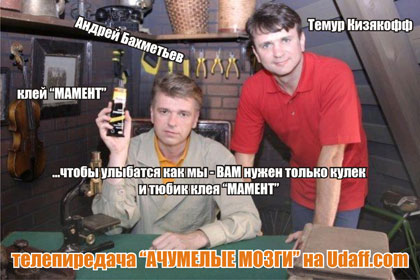 Андрей Бахметьев
Темур Кизякофф
клей "МАМЕНТ"
...чтобы улыбатся как мы - ВАМ нужен только кулек
и тюбик клея "МАМЕНТ"
телепиредача "АЧУМЕЛЫЕ МОЗГИ" на Udaff.com